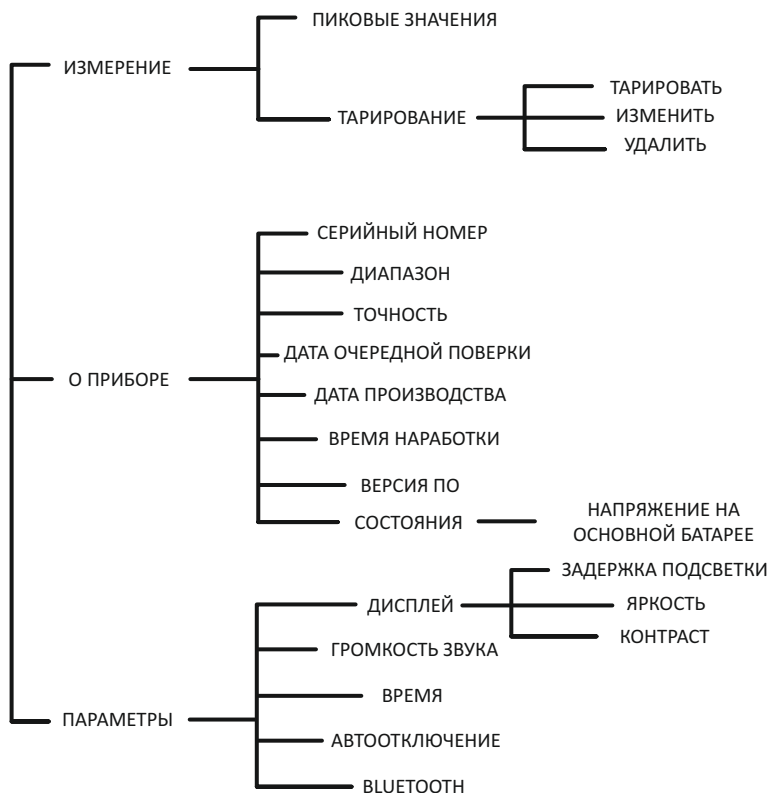 ИЗМЕРЕНИЕ
ПИКОВЫЕ ЗНАЧЕНИЯ
ТАРИРОВАНИЕ
ТАРИРОВАТЬ
ИЗМЕНИТЬ
УДАЛИТЬ
О ПРИБОРЕ
СЕРИЙНЫЙ НОМЕР
ДИАПАЗОН
ТОЧНОСТЬ
ДАТА ОЧЕРЕДНОЙ ПОВЕРКИ
ДАТА ПРОИЗВОДСТВА
ВРЕМЯ НАРАБОТКИ
ВЕРСИЯ ПО
СОСТОЯНИЯ
НАПРЯЖЕНИЕ НА
ОСНОВНОЙ БАТАРЕЕ
ПАРАМЕТРЫ
ДИСПЛЕЙ
ЗАДЕРЖКА ПОДСВЕТКИ
ЯРКОСТЬ
КОНТРАСТ
ГРОМКОСТЬ ЗВУКА
ВРЕМЯ
АВТООТКЛЮЧЕНИЕ
BLUETOOTH